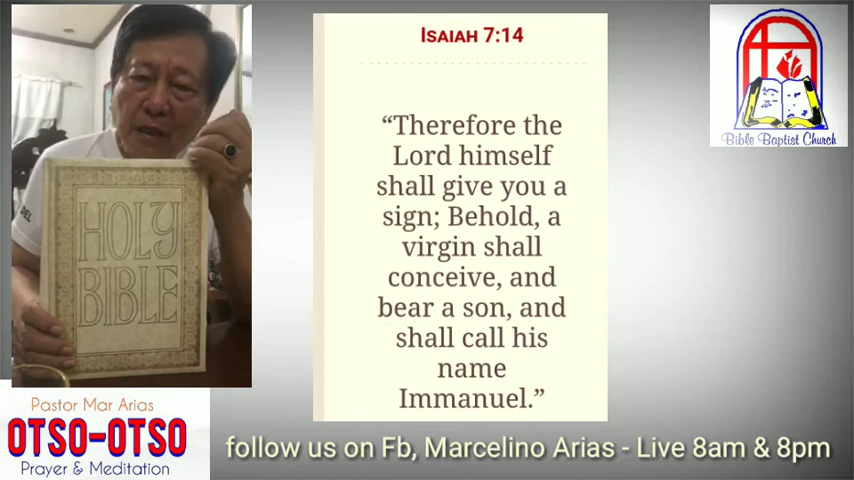 Isaiah 7:14
“Therefore the
Lord himself
shall give you a
sign; Behold, a
virgin shall
conceive, and
bear a son, and
shall call his
name
Immanuel.”
Bible Baptist Church
DEL
HOLY
BIBLE
Pastor Mar Arias
OTSO-OTSO
Prayer & Meditation
follow us on Fb, Marcelino Arias - Live 8am & 8pm